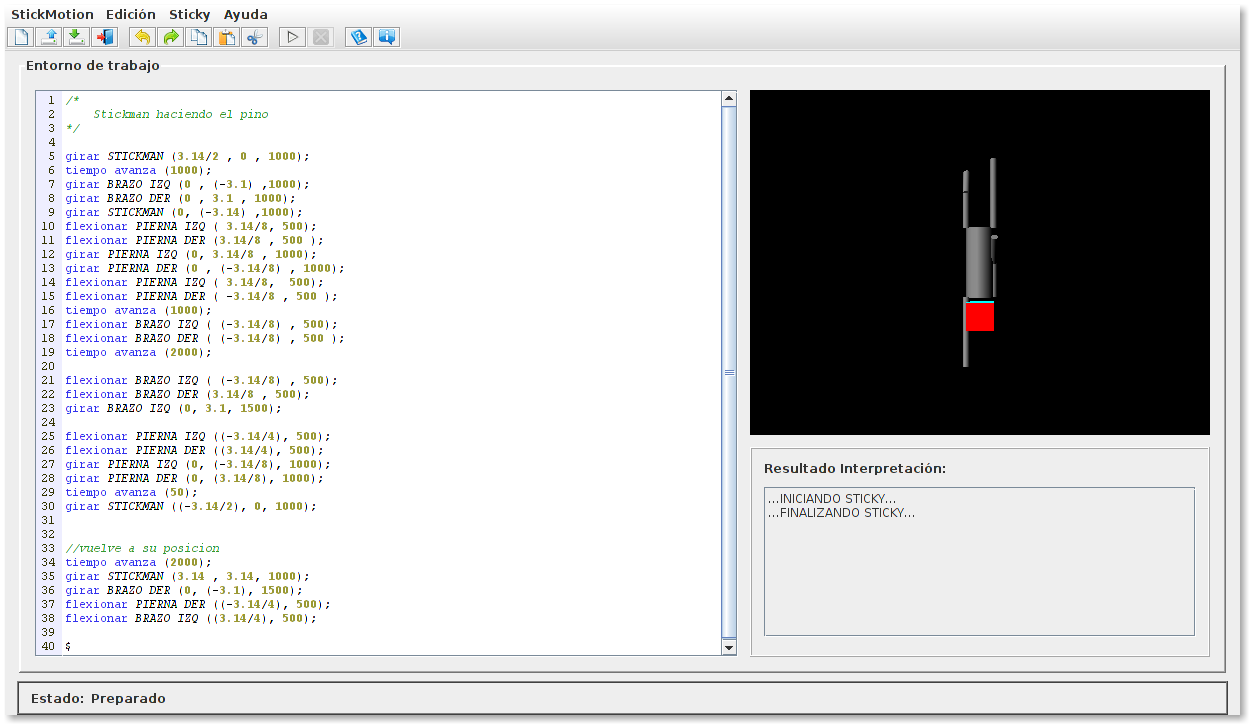 StickMotion Edición Sticky Ayuda
Entorno de trabajo
1 /*
2 Stickman haciendo el pino
3 */
4
5 girar STICKMAN (3.14/2 , 0 , 1000);
6 tiempo avanza (1000);
7 girar BRAZO IZQ (0 , (-3.1) ,1000);
8 girar BRAZO DER (0 , 3.1 , 1000);
9 girar STICKMAN (0, (-3.14) ,1000);
10 flexionar PIERNA IZQ ( 3.14/8, 500);
11 flexionar PIERNA DER (3.14/8 , 500 );
12 girar PIERNA IZQ (0, 3.14/8 , 1000);
13 girar PIERNA DER (0 , (-3.14/8) , 1000);
14 flexionar PIERNA IZQ ( 3.14/8,  500);
15 flexionar PIERNA DER ( -3.14/8 , 500 );
16 tiempo avanza (1000);
17 flexionar BRAZO IZQ ( (-3.14/8) , 500);
18 flexionar BRAZO DER ( (-3.14/8) , 500 );
19 tiempo avanza (2000);
20
21 flexionar BRAZO IZQ ( (-3.14/8) , 500);
22 flexionar BRAZO DER (3.14/8 , 500);
23 girar BRAZO IZQ (0, 3.1, 1500);
24
25 flexionar PIERNA IZQ ((-3.14/4), 500);
26 flexionar PIERNA DER ((3.14/4), 500);
27 girar PIERNA IZQ (0, (-3.14/8), 1000);
28 girar PIERNA DER (0, (3.14/8), 1000);
29 tiempo avanza (50);
30 girar STICKMAN ((-3.14/2), 0, 1000);
31
32
33 //vuelve a su posicion
34 tiempo avanza (2000);
35 girar STICKMAN (3.14 , 3.14, 1000);
36 girar BRAZO DER (0, (-3.1), 1500);
37 flexionar PIERNA DER ((-3.14/4), 500);
38 flexionar BRAZO IZQ ((3.14/4), 500);
39
40 $
Resultado Interpretación:
...INICIANDO STICKY...
...FINALIZANDO STICKY...
Estado: Preparado